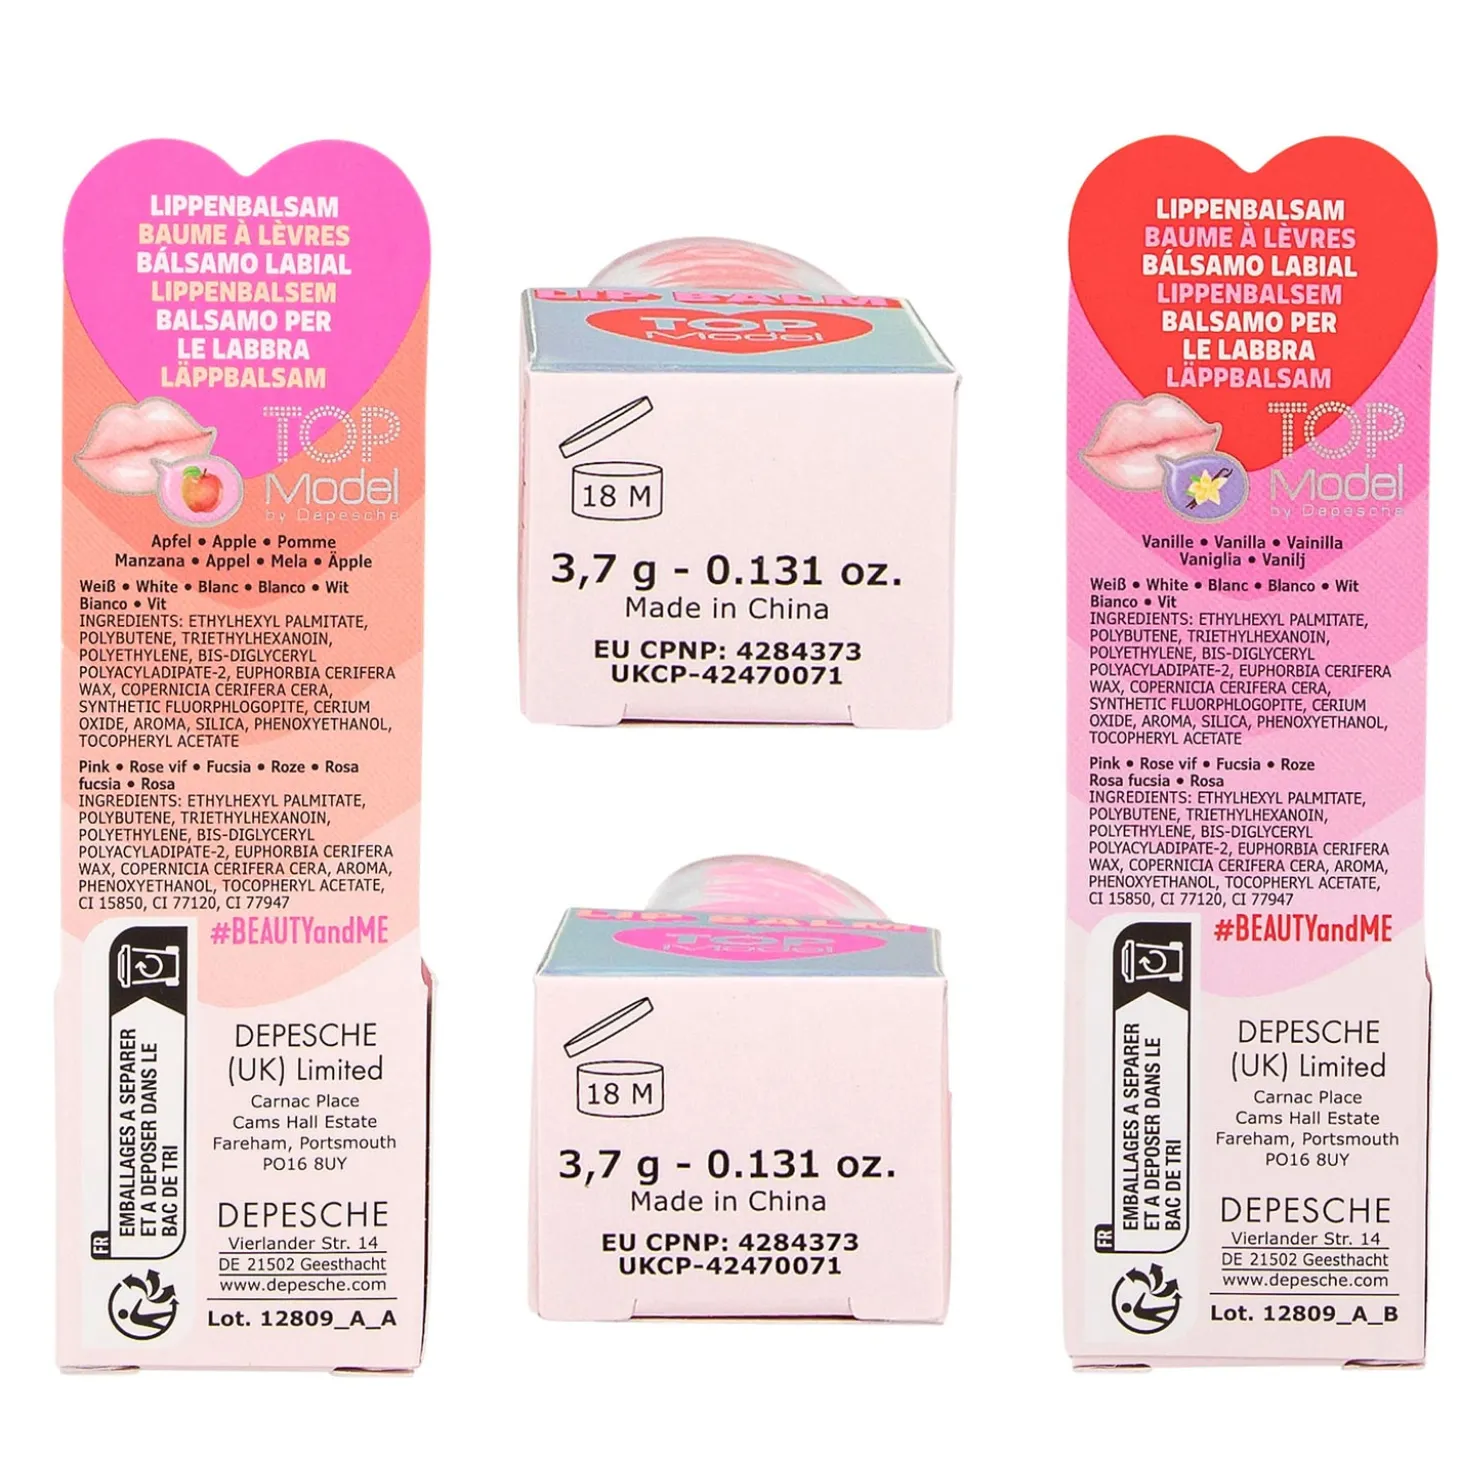 LIPPENBALSAM
BAUME À LÈVRES
BÁLSAMO LABIAL
LIPPENBALSEM
BALSAMO PER
LE LABBRA
LÄPPBALSAM
TOP
Model
by Depesche
Apfel • Apple • Pomme
Manzana • Appel • Mela • Äpple
Weiß • White • Blanc • Blanco • Wit
Bianco • Vit
INGREDIENTS: ETHYLHEXYL PALMITATE,
POLYBUTENE, TRIETHYLHEXANOIN,
POLYETHYLENE, BIS-DIGLYCERYL
POLYACYLADIPATE-2, EUPHORBIA CERIFERA
WAX, COPERNICIA CERIFERA CERA,
SYNTHETIC FLUORPHLOGOPITE, CERIUM
OXIDE, AROMA, SILICA, PHENOXYETHANOL,
TOCOPHERYL ACETATE
Pink • Rose vif • Fucsia • Roze • Rosa
fucsia • Rosa
INGREDIENTS: ETHYLHEXYL PALMITATE,
POLYBUTENE, TRIETHYLHEXANOIN,
POLYETHYLENE, BIS-DIGLYCERYL
POLYACYLADIPATE-2, EUPHORBIA CERIFERA
WAX, COPERNICIA CERIFERA CERA, AROMA,
PHENOXYETHANOL, TOCOPHERYL ACETATE,
CI 15850, CI 77120, CI 77947
#BEAUTYandME
FR
EMBALLAGES A SEPARER
ET A DEPOSER DANS LE
BAC DE TRI
DEPESCHE
(UK) Limited
Carnac Place
Cams Hall Estate
Fareham, Portsmouth
PO16 8UY
DEPESCHE
Vierlander Str. 14
DE 21502 Geesthacht
www.depesche.com
Lot. 12809_A_A
LIP BALM
TOP
Model
18 M
3,7 g - 0.131 oz.
Made in China
EU CPNP: 4284373
UKCP-42470071
LIP BALM
TOP
Model
18 M
3,7 g - 0.131 oz.
Made in China
EU CPNP: 4284373
UKCP-42470071
LIPPENBALSAM
BAUME À LÈVRES
BÁLSAMO LABIAL
LIPPENBALSEM
BALSAMO PER
LE LABBRA
LÄPPBALSAM
TOP
Model
by Depesche
Vanille • Vanilla • Vainilla
Vaniglia • Vanilj
Weiß • White • Blanc • Blanco • Wit
Bianco • Vit
INGREDIENTS: ETHYLHEXYL PALMITATE,
POLYBUTENE, TRIETHYLHEXANOIN,
POLYETHYLENE, BIS-DIGLYCERYL
POLYACYLADIPATE-2, EUPHORBIA CERIFERA
WAX, COPERNICIA CERIFERA CERA,
SYNTHETIC FLUORPHLOGOPITE, CERIUM
OXIDE, AROMA, SILICA, PHENOXYETHANOL,
TOCOPHERYL ACETATE
Pink • Rose vif • Fucsia • Roze
Rosa fucsia • Rosa
INGREDIENTS: ETHYLHEXYL PALMITATE,
POLYBUTENE, TRIETHYLHEXANOIN,
POLYETHYLENE, BIS-DIGLYCERYL
POLYACYLADIPATE-2, EUPHORBIA CERIFERA
WAX, COPERNICIA CERIFERA CERA, AROMA,
PHENOXYETHANOL, TOCOPHERYL ACETATE,
CI 15850, CI 77120, CI 77947
#BEAUTYandME
FR
EMBALLAGES A SEPARER
ET A DEPOSER DANS LE
BAC DE TRI
DEPESCHE
(UK) Limited
Carnac Place
Cams Hall Estate
Fareham, Portsmouth
PO16 8UY
DEPESCHE
Vierlander Str. 14
DE 21502 Geesthacht
www.depesche.com
Lot. 12809_A_B